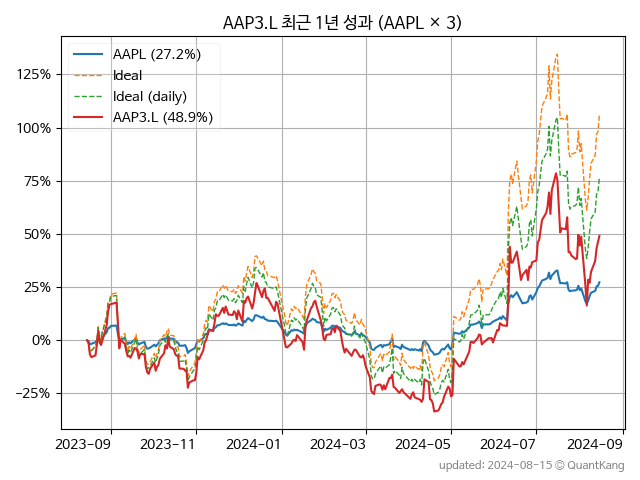 AAP3.L 최근 1년 성과 (AAPL × 3)
AAPL (27.2%)
Ideal
Ideal (daily)
AAP3.L (48.9%)
125%
100%
75%
50%
25%
0%
−25%
2023-09 2023-11 2024-01 2024-03 2024-05 2024-07 2024-09
updated: 2024-08-15 © QuantKang